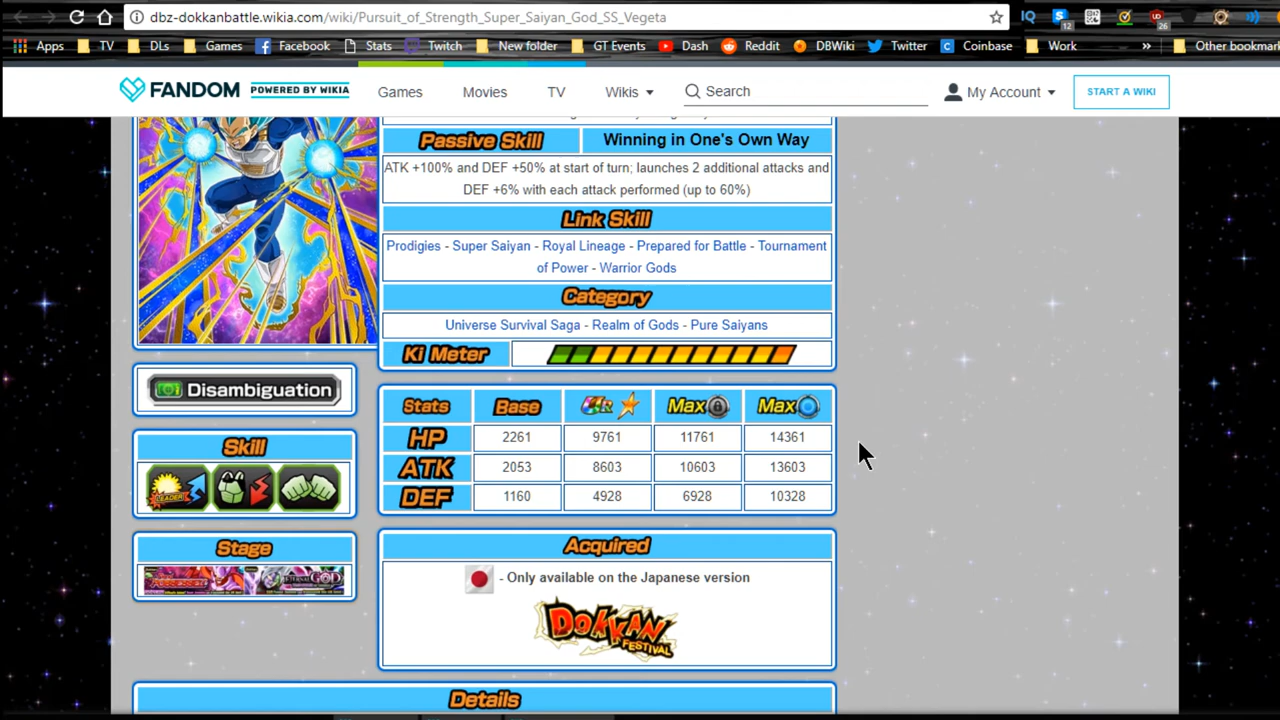 dbz-dokkanbattle.wikia.com/wiki/Pursuit_of_Strength_Super_Saiyan_God_SS_Vegeta
IQ
12
26
Apps TV DLs Games Facebook Stats Twitch New folder GT Events Dash Reddit DBWiki Twitter Coinbase Work » Other bookmar
FANDOM POWERED BY WIKIA Games Movies TV Wikis Search My Account START A WIKI
Passive Skill Winning in One's Own Way
ATK +100% and DEF +50% at start of turn; launches 2 additional attacks and
DEF +6% with each attack performed (up to 60%)
Link Skill
Prodigies - Super Saiyan - Royal Lineage - Prepared for Battle - Tournament
of Power - Warrior Gods
Category
Universe Survival Saga - Realm of Gods - Pure Saiyans
Ki Meter
Disambiguation
Stats Base Max Max
HP 2261 9761 11761 14361
ATK 2053 8603 10603 13603
DEF 1160 4928 6928 10328
Skill
LEADER
Stage
Acquired
- Only available on the Japanese version
DOKKAN
FESTIVAL
Details